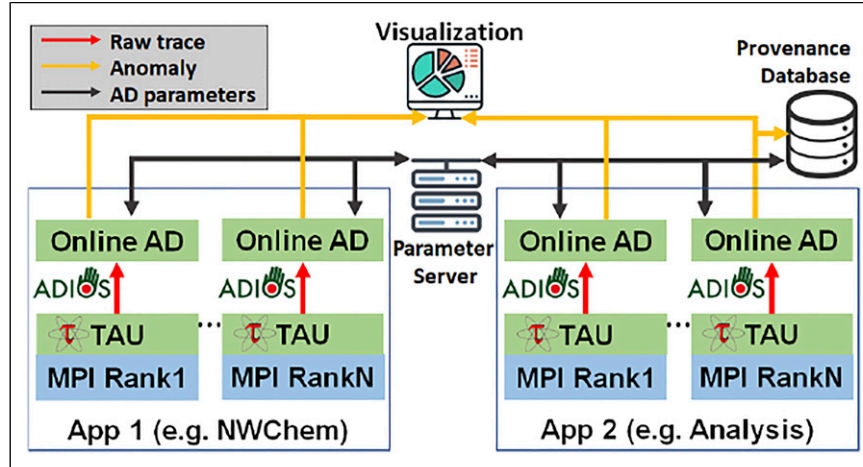 Raw trace
Anomaly
AD parameters
Visualization
Provenance
Database
Parameter
Server
Online AD
Online AD
ADIOS
ADIOS
τ TAU
...
τ TAU
MPI Rank1
MPI RankN
App 1 (e.g. NWChem)
Online AD
Online AD
ADIOS
ADIOS
τ TAU
...
τ TAU
MPI Rank1
MPI RankN
App 2 (e.g. Analysis)